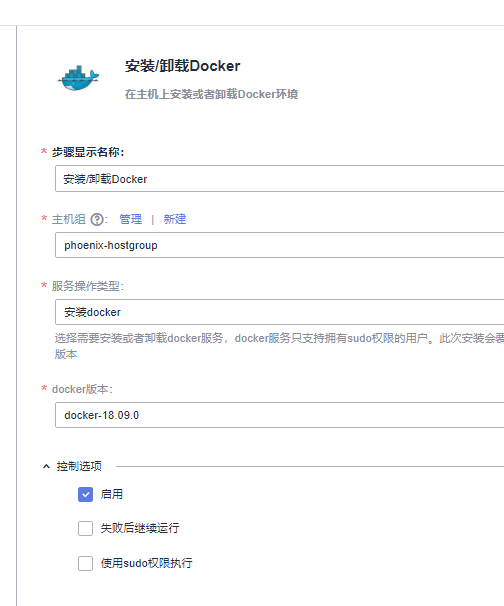 安装/卸载Docker
在主机上安装或者卸载Docker环境
* 步骤显示名称：
安装/卸载Docker
* 主机组 ?： 管理 | 新建
phoenix-hostgroup
* 服务操作类型：
安装docker
选择需要安装或者卸载docker服务，docker服务只支持拥有sudo权限的用户。此次安装会
版本
* docker版本：
docker-18.09.0
控制选项
启用
失败后继续运行
使用sudo权限执行